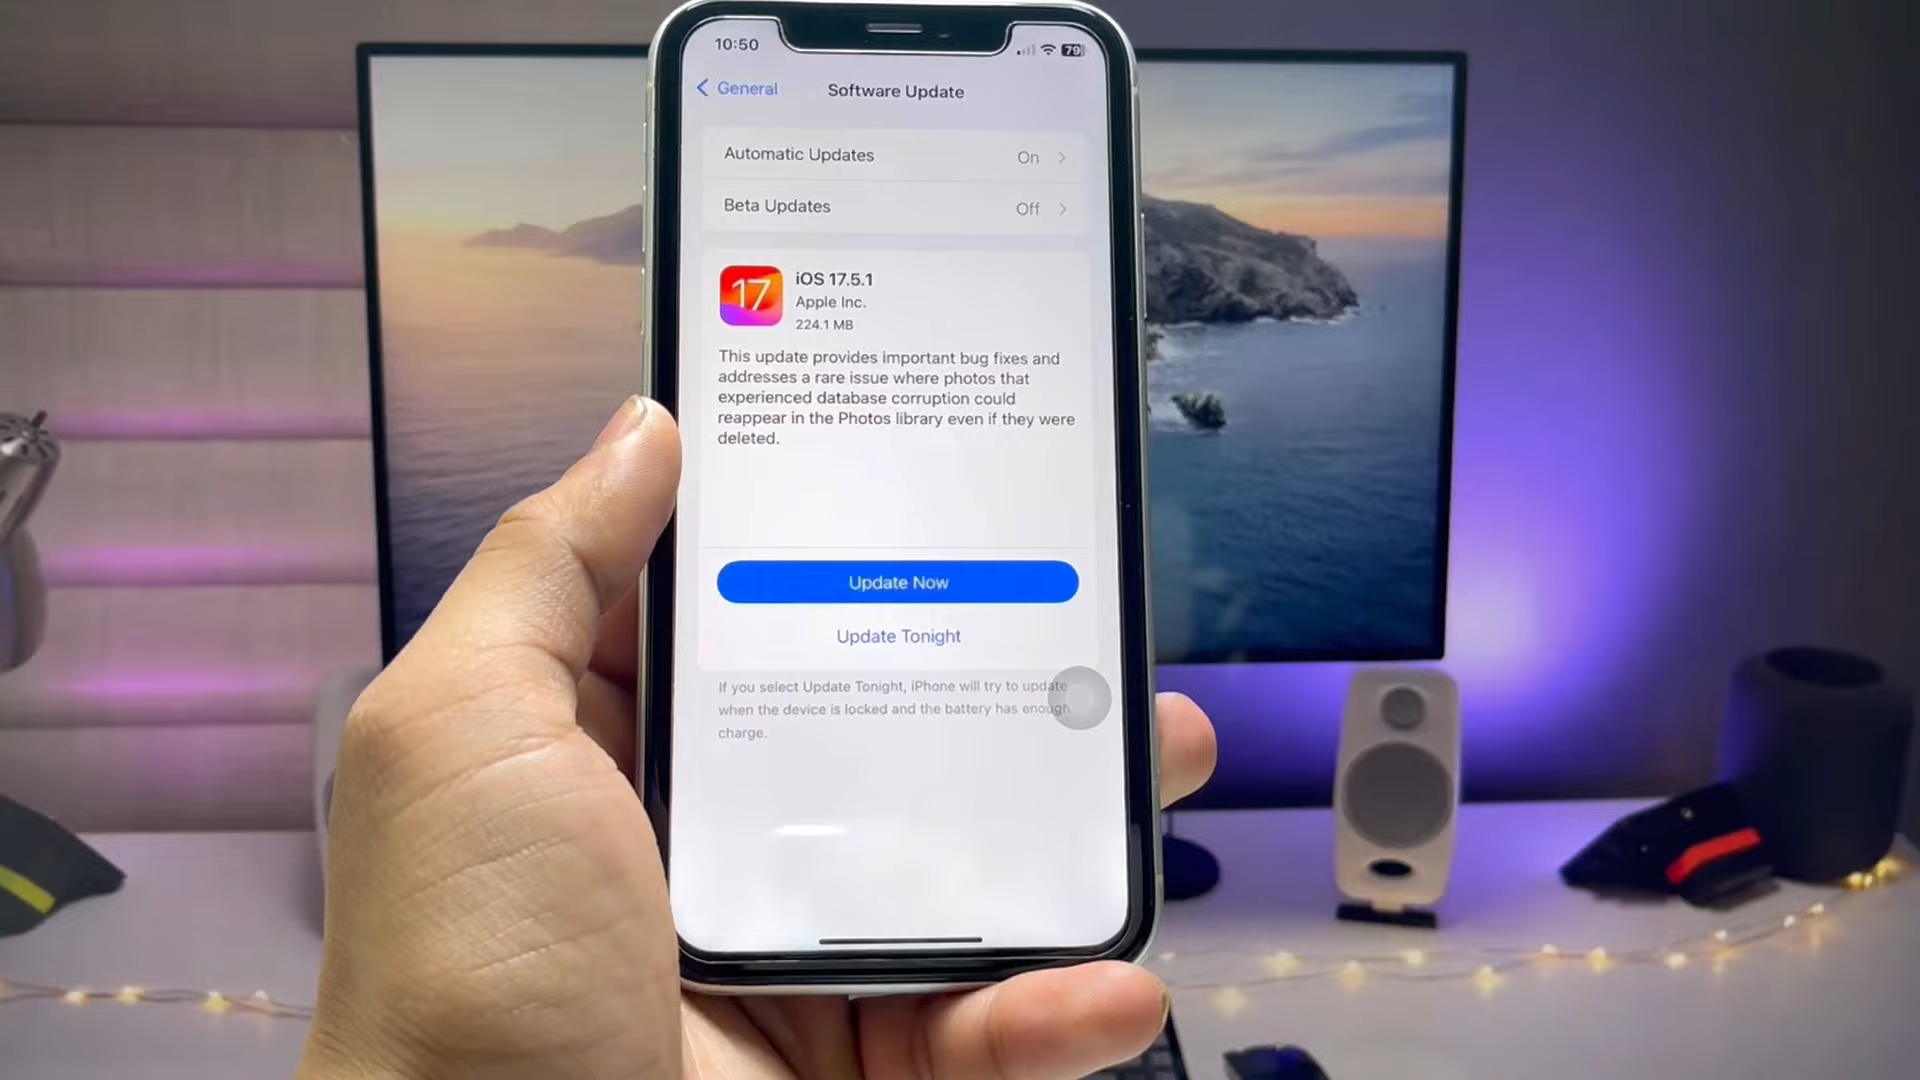 10:50
79
General
Software Update
Automatic Updates On
Beta Updates Off
17
iOS 17.5.1
Apple Inc.
224.1 MB
This update provides important bug fixes and
addresses a rare issue where photos that
experienced database corruption could
reappear in the Photos library even if they were
deleted.
Update Now
Update Tonight
If you select Update Tonight, iPhone will try to update
when the device is locked and the battery has enough
charge.